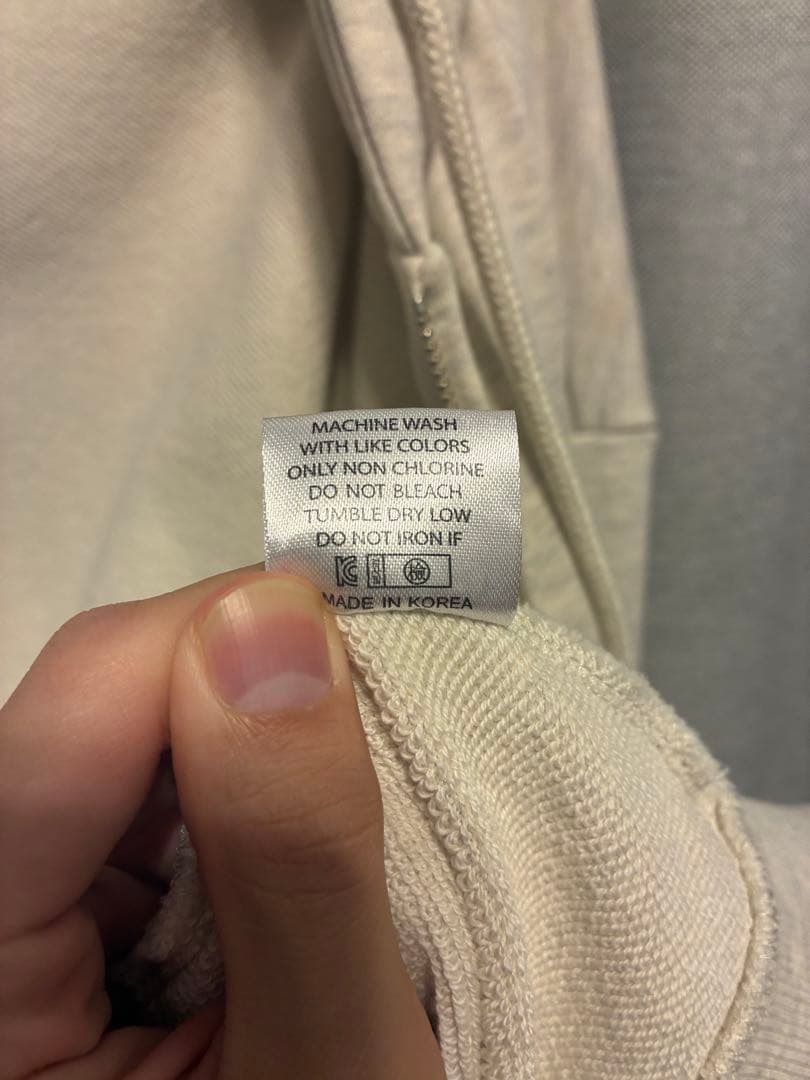 MACHINE WASH
WITH LIKE COLORS
ONLY NON CHLORINE
DO NOT BLEACH
TUMBLE DRY LOW
DO NOT IRON IF
MADE IN KOREA